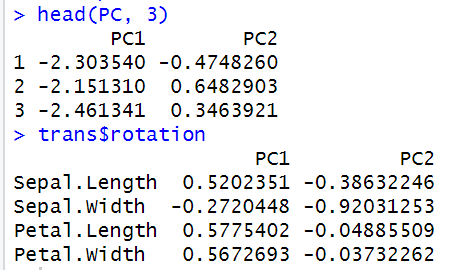 > head(PC, 3)
        PC1        PC2
1 -2.303540 -0.4748260
2 -2.151310  0.6482903
3 -2.461341  0.3463921
> trans$rotation
                    PC1         PC2
Sepal.Length  0.5202351 -0.38632246
Sepal.Width  -0.2720448 -0.92031253
Petal.Length  0.5775402 -0.04885509
Petal.Width   0.5672693 -0.03732262